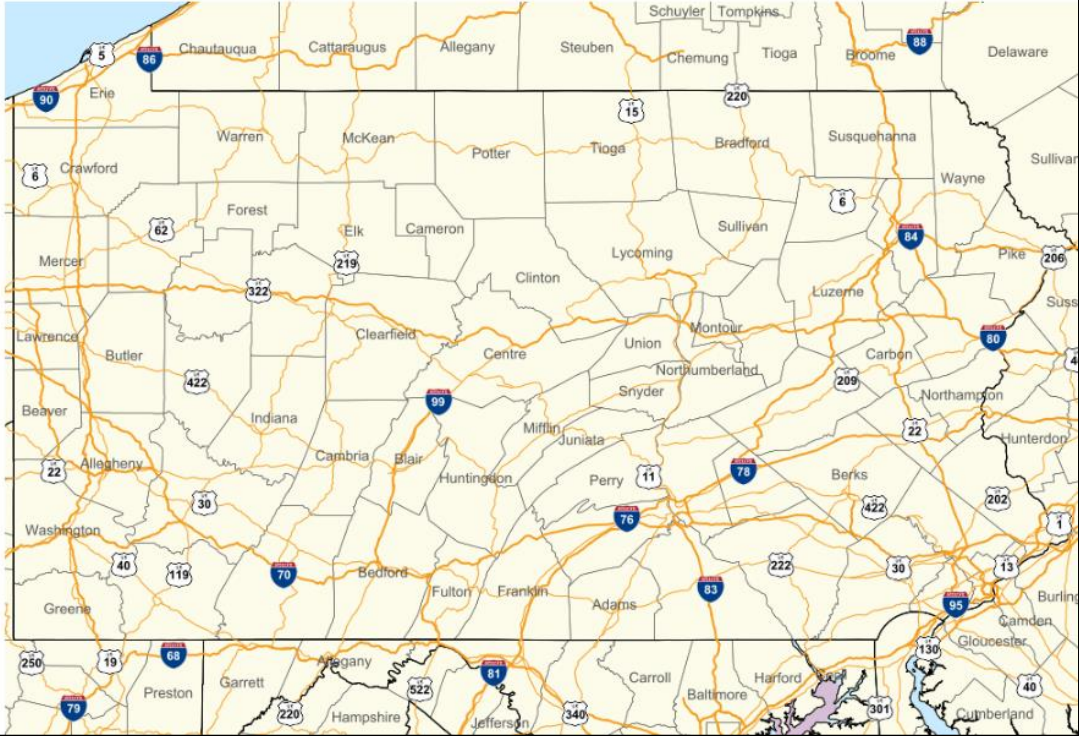 Schuyler Tompkins
5
Chautauqua
Cattaraugus
Allegany
Steuben
Chemung
Tioga
Broome
88
Delaware
86
90
Erie
15
220
Warren
McKean
Potter
Tioga
Bradford
Susquehanna
Sullivan
6
Crawford
Wayne
62
Forest
Elk
Cameron
Lycoming
Sullivan
6
84
Mercer
219
Clinton
Pike
206
322
Luzerne
Lawrence
Butler
Clearfield
Centre
Union
Montour
Carbon
80
422
Snyder
Northumberland
209
Beaver
Indiana
99
Mifflin
Juniata
Northampton
22
Hunterdon
22
Allegheny
Cambria
Blair
Huntingdon
Perry
11
78
Berks
30
76
422
202
1
Washington
40
119
70
Bedford
Fulton
Franklin
Adams
83
222
30
13
95
Greene
Camden
Gloucester
250
19
68
Allegany
130
79
Preston
Garrett
522
81
Carroll
Baltimore
Harford
301
40
220
Hampshire
Jefferson
340
Cumberland